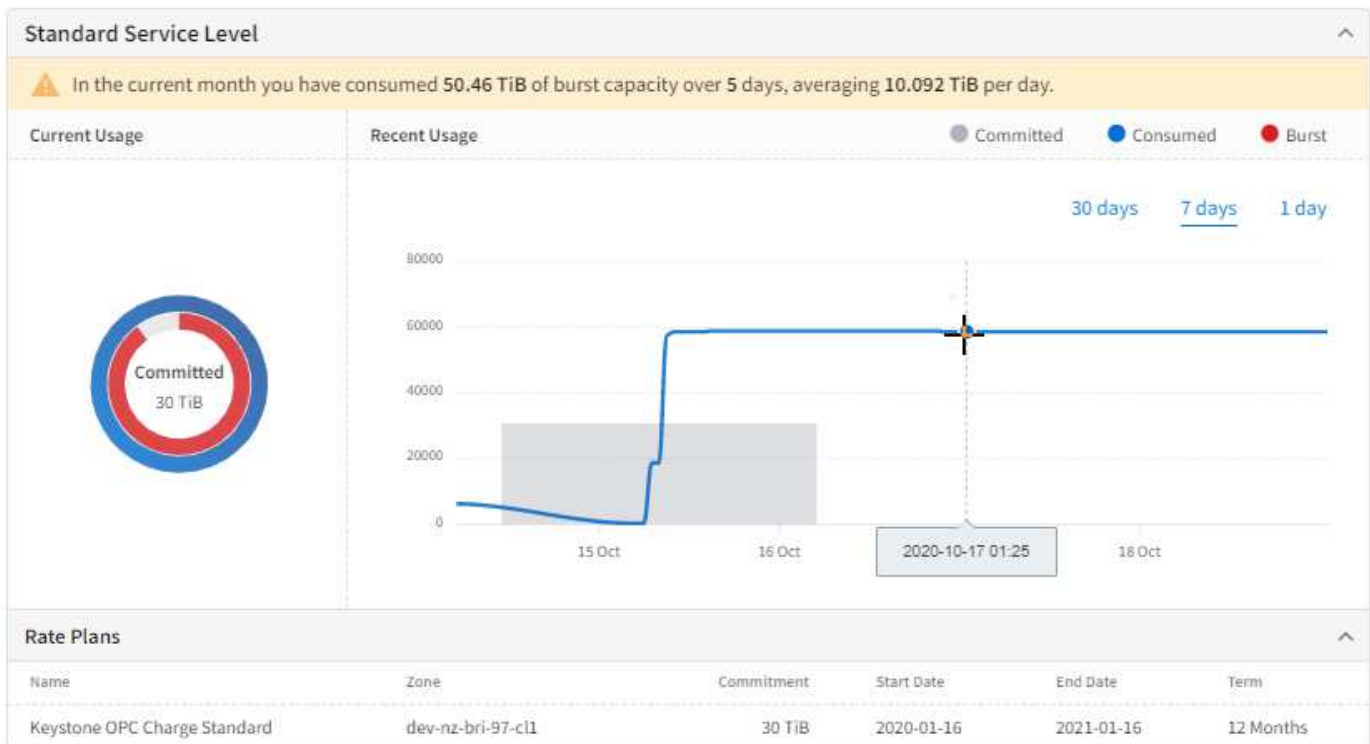 Standard Service Level
In the current month you have consumed 50.46 TiB of burst capacity over 5 days, averaging 10.092 TiB per day.
Current Usage
Recent Usage
Committed
Consumed
Burst
30 days
7 days
1 day
80000
60000
40000
20000
0
Committed
30 TiB
15 Oct
16 Oct
2020-10-17 01:25
18 Oct
Rate Plans
Name Zone Commitment Start Date End Date Term
Keystone OPC Charge Standard dev-nz-bri-97-cl1 30 TiB 2020-01-16 2021-01-16 12 Months